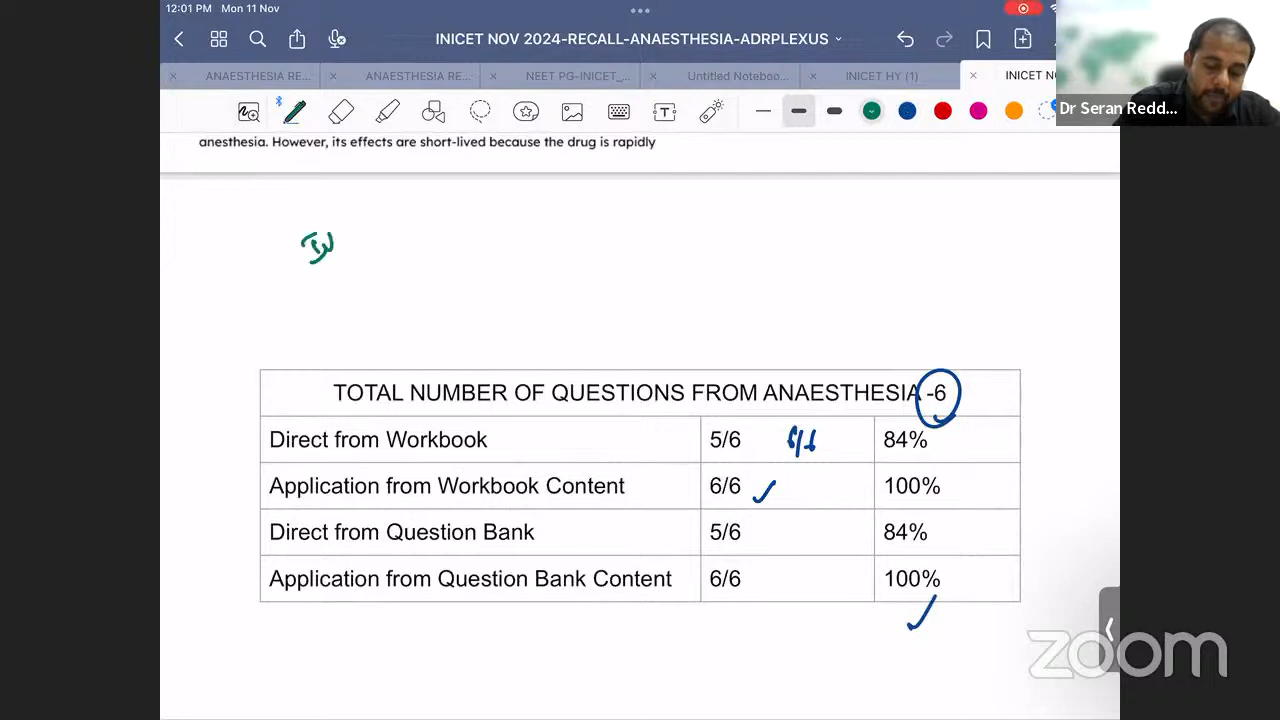 12:01 PM Mon 11 Nov
INICET NOV 2024-RECALL-ANAESTHESIA-ADRPLEXUS
ANAESTHESIA RE...
ANAESTHESIA RE...
NEET PG-INICET_...
Untitled Noteboo...
INICET HY (1)
INICET NO
Dr Seran Redd...
anesthesia. However, its effects are short-lived because the drug is rapidly
IV
TOTAL NUMBER OF QUESTIONS FROM ANAESTHESIA -6
Direct from Workbook 5/6 6/6 84%
Application from Workbook Content 6/6 100%
Direct from Question Bank 5/6 84%
Application from Question Bank Content 6/6 100%
zoom